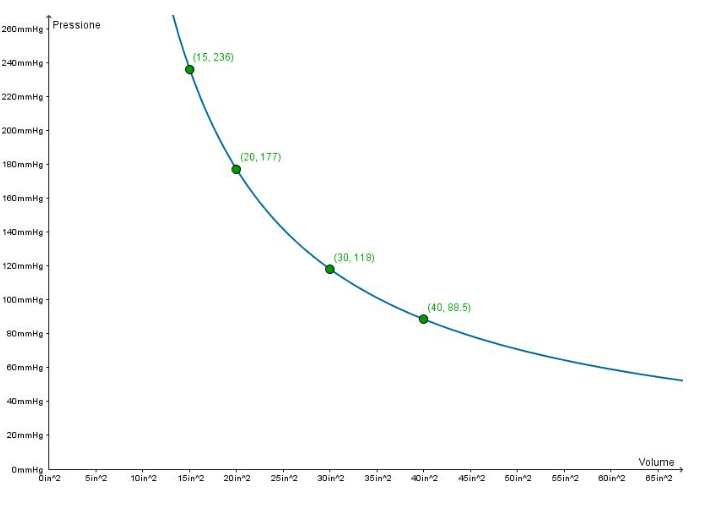 Pressione
260mmHg
240mmHg
220mmHg
200mmHg
180mmHg
160mmHg
140mmHg
120mmHg
100mmHg
80mmHg
60mmHg
40mmHg
20mmHg
0mmHg
(15, 236)
(20, 177)
(30, 118)
(40, 88.5)
Volume
0in^2 5in^2 10in^2 15in^2 20in^2 25in^2 30in^2 35in^2 40in^2 45in^2 50in^2 55in^2 60in^2 65in^2